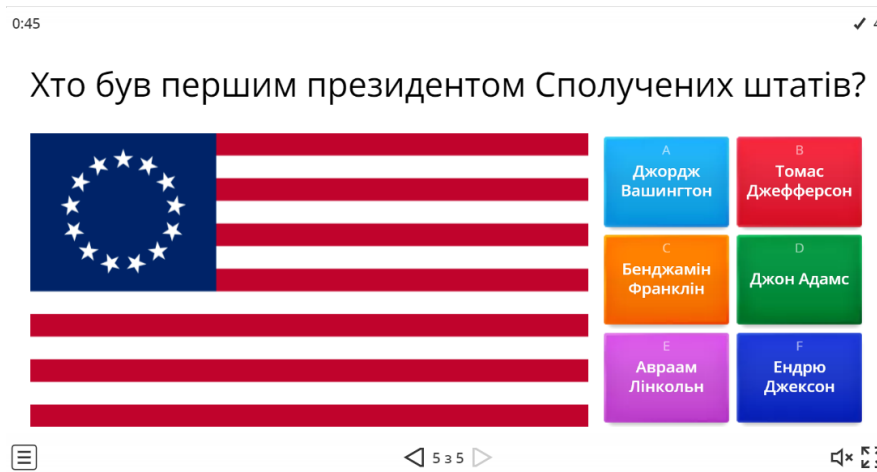 0:45
✓ 4
Хто був першим президентом Сполучених штатів?
A
Джордж
Вашингтон
B
Томас
Джефферсон
C
Бенджамін
Франклін
D
Джон Адамс
E
Авраам
Лінкольн
F
Ендрю
Джексон
5 з 5